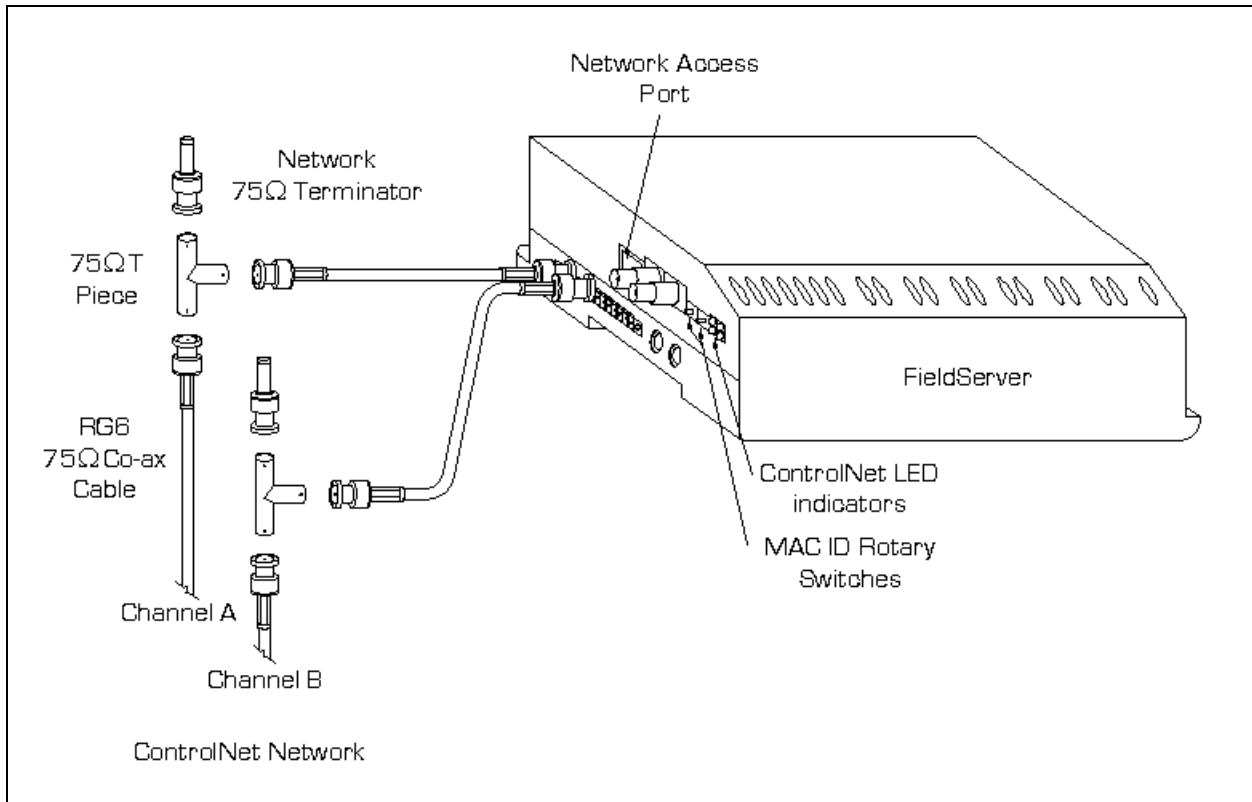 Network Access
Port
Network
75Ω Terminator
75Ω T
Piece
FieldServer
RG6
75Ω Co-ax
Cable
ControlNet LED
indicators
MAC ID Rotary
Switches
Channel A
Channel B
ControlNet Network